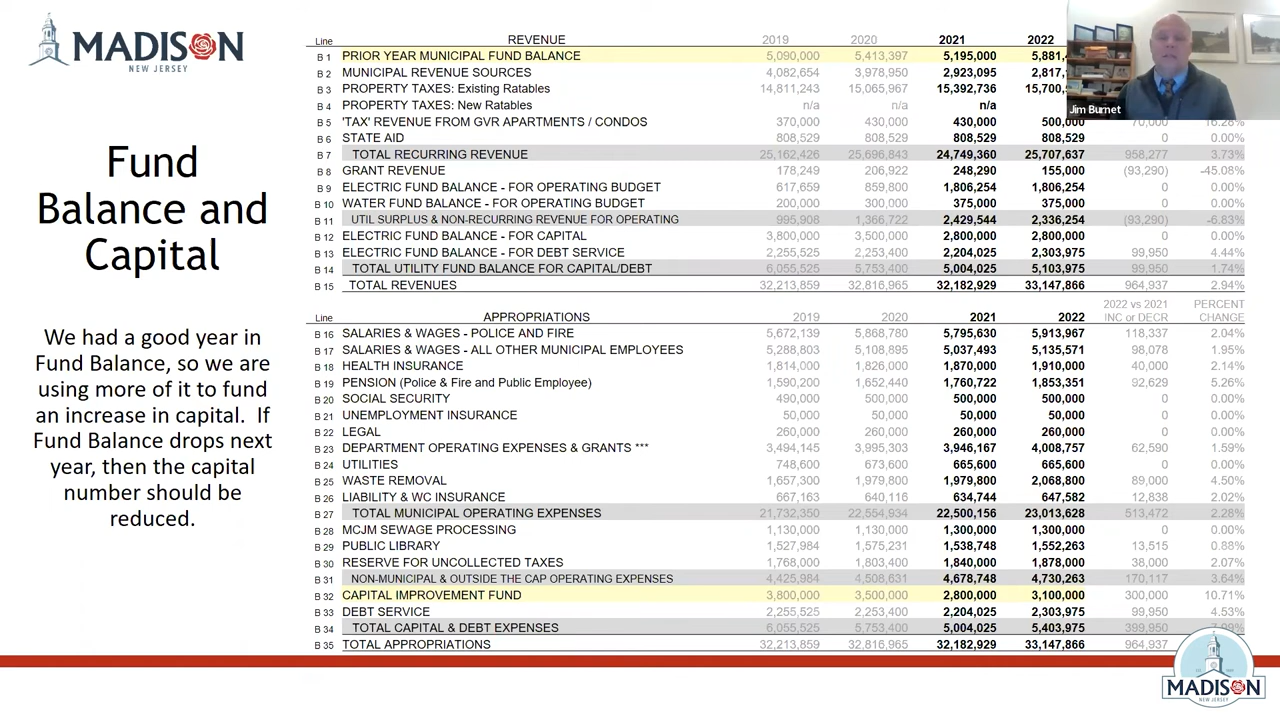 MADISON
NEW JERSEY
Fund
Balance and
Capital
We had a good year in
Fund Balance, so we are
using more of it to fund
an increase in capital. If
Fund Balance drops next
year, then the capital
number should be
reduced.
Jim Burnet
Line REVENUE 2019 2020 2021 2022
B 1 PRIOR YEAR MUNICIPAL FUND BALANCE 5,090,000 5,413,397 5,195,000 5,881,
B 2 MUNICIPAL REVENUE SOURCES 4,082,654 3,978,950 2,923,095 2,817,
B 3 PROPERTY TAXES: Existing Ratables 14,811,243 15,065,967 15,392,736 15,700,
B 4 PROPERTY TAXES: New Ratables n/a n/a n/a
B 5 'TAX' REVENUE FROM GVR APARTMENTS / CONDOS 370,000 430,000 430,000 500,000 70,000 16.28%
B 6 STATE AID 808,529 808,529 808,529 808,529 0 0.00%
B 7 TOTAL RECURRING REVENUE 25,162,426 25,696,843 24,749,360 25,707,637 958,277 3.73%
B 8 GRANT REVENUE 178,249 206,922 248,290 155,000 (93,290) -45.08%
B 9 ELECTRIC FUND BALANCE - FOR OPERATING BUDGET 617,659 859,800 1,806,254 1,806,254 0 0.00%
B 10 WATER FUND BALANCE - FOR OPERATING BUDGET 200,000 300,000 375,000 375,000 0 0.00%
B 11 UTIL SURPLUS & NON-RECURRING REVENUE FOR OPERATING 995,908 1,366,722 2,429,544 2,336,254 (93,290) -6.83%
B 12 ELECTRIC FUND BALANCE - FOR CAPITAL 3,800,000 3,500,000 2,800,000 2,800,000 0 0.00%
B 13 ELECTRIC FUND BALANCE - FOR DEBT SERVICE 2,255,525 2,253,400 2,204,025 2,303,975 99,950 4.44%
B 14 TOTAL UTILITY FUND BALANCE FOR CAPITAL/DEBT 6,055,525 5,753,400 5,004,025 5,103,975 99,950 1.74%
B 15 TOTAL REVENUES 32,213,859 32,816,965 32,182,929 33,147,866 964,937 2.94%
2022 vs 2021 PERCENT
Line APPROPRIATIONS 2019 2020 2021 2022 INC or DECR CHANGE
B 16 SALARIES & WAGES - POLICE AND FIRE 5,672,139 5,868,780 5,795,630 5,913,967 118,337 2.04%
B 17 SALARIES & WAGES - ALL OTHER MUNICIPAL EMPLOYEES 5,288,803 5,108,895 5,037,493 5,135,571 98,078 1.95%
B 18 HEALTH INSURANCE 1,814,000 1,826,000 1,870,000 1,910,000 40,000 2.14%
B 19 PENSION (Police & Fire and Public Employee) 1,590,200 1,652,440 1,760,722 1,853,351 92,629 5.26%
B 20 SOCIAL SECURITY 490,000 500,000 500,000 500,000 0 0.00%
B 21 UNEMPLOYMENT INSURANCE 50,000 50,000 50,000 50,000 0 0.00%
B 22 LEGAL 260,000 260,000 260,000 260,000 0 0.00%
B 23 DEPARTMENT OPERATING EXPENSES & GRANTS *** 3,494,145 3,995,303 3,946,167 4,008,757 62,590 1.59%
B 24 UTILITIES 748,600 673,600 665,600 665,600 0 0.00%
B 25 WASTE REMOVAL 1,657,300 1,979,800 1,979,800 2,068,800 89,000 4.50%
B 26 LIABILITY & WC INSURANCE 667,163 640,116 634,744 647,582 12,838 2.02%
B 27 TOTAL MUNICIPAL OPERATING EXPENSES 21,732,350 22,554,934 22,500,156 23,013,628 513,472 2.28%
B 28 MCJM SEWAGE PROCESSING 1,130,000 1,130,000 1,300,000 1,300,000 0 0.00%
B 29 PUBLIC LIBRARY 1,527,984 1,575,231 1,538,748 1,552,263 13,515 0.88%
B 30 RESERVE FOR UNCOLLECTED TAXES 1,768,000 1,803,400 1,840,000 1,878,000 38,000 2.07%
B 31 NON-MUNICIPAL & OUTSIDE THE CAP OPERATING EXPENSES 4,425,984 4,508,631 4,678,748 4,730,263 170,117 3.64%
B 32 CAPITAL IMPROVEMENT FUND 3,800,000 3,500,000 2,800,000 3,100,000 300,000 10.71%
B 33 DEBT SERVICE 2,255,525 2,253,400 2,204,025 2,303,975 99,950 4.53%
B 34 TOTAL CAPITAL & DEBT EXPENSES 6,055,525 5,753,400 5,004,025 5,403,975 399,950
B 35 TOTAL APPROPRIATIONS 32,213,859 32,816,965 32,182,929 33,147,866 964,937
MADISON
NEW JERSEY